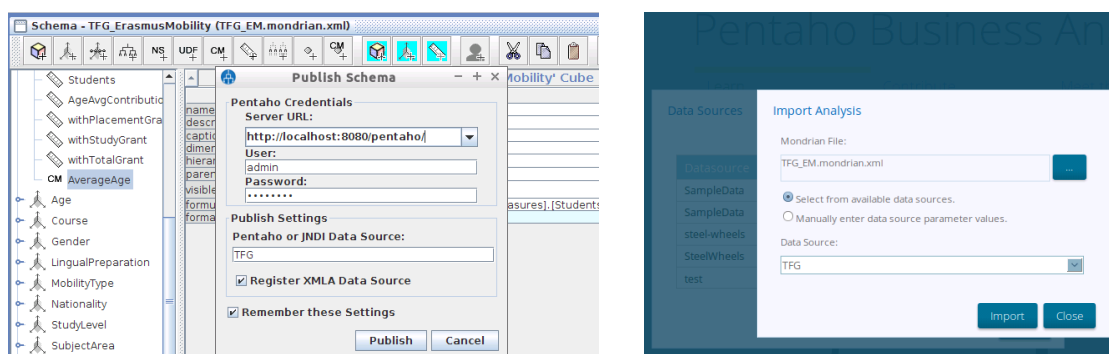 Schema - TFG_ErasmusMobility (TFG_EM.mondrian.xml)
NS UDF CM CM
Students
AgeAvgContributic
withPlacementGra
withStudyGrant
withTotalGrant
CM AverageAge
Age
Course
Gender
LingualPreparation
MobilityType
Nationality
StudyLevel
SubjectArea
Mobility' Cube
name
descr
captic
dimer
hierar
paren
visible
formu
forma
asures].[Students
Publish Schema
Pentaho Credentials
Server URL:
http://localhost:8080/pentaho/
User:
admin
Password:
••••••••
Publish Settings
Pentaho or JNDI Data Source:
TFG
Register XMLA Data Source
Remember these Settings
Publish Cancel
Pentaho Business An
Data Sources
Datasource
SampleData
SampleData
steel-wheels
SteelWheels
test
Import Analysis
Mondrian File:
TFG_EM.mondrian.xml
...
Select from available data sources.
Manually enter data source parameter values.
Data Source:
TFG
Import Close